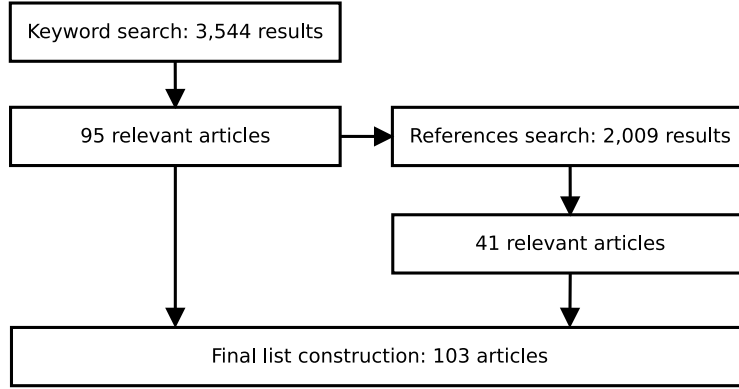 Keyword search: 3,544 results
95 relevant articles
References search: 2,009 results
41 relevant articles
Final list construction: 103 articles